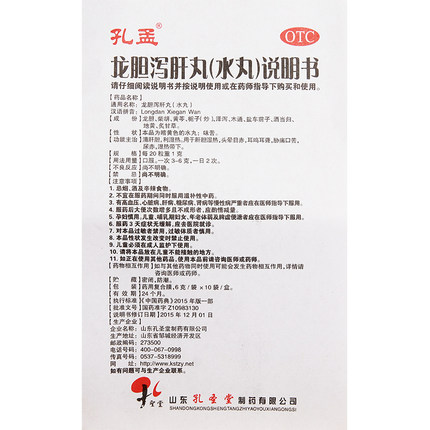 孔孟
OTC
龙胆泻肝丸(水丸)说明书
请仔细阅读说明书并按说明使用或在药师指导下购买和使用。
【药品名称】
通用名称：龙胆泻肝丸（水丸）
汉语拼音：Longdan Xiegan Wan
【成 份】龙胆,柴胡,黄芩,栀子(炒),泽泻,木通,盐车前子,酒当归,
地黄,炙甘草。
【性 状】本品为暗黄色的水丸；味苦。
【功能主治】清肝胆,利湿热,用于肝胆湿热,头晕目赤,耳鸣耳聋,胁痛口苦,
尿赤,湿热带下。
【规 格】每20粒重1克
【用法用量】口服,一次3-6克,一日2次。
【不良反应】尚不明确。
【禁 忌】尚不明确。
【注意事项】
1.忌烟、酒及辛辣食物。
2.不宜在服药期间同时服用滋补性中药。
3.有高血压,心脏病,肝病,糖尿病,肾病等慢性病严重者应在医师指导下服用。
4.服药后大便次数增多且不成形者,应酌情减量。
5.孕妇慎用,儿童,哺乳期妇女,年老体弱及脾虚便溏者应在医师指导下服用。
6.服药3天症状无缓解,应去医院就诊。
7.对本品过敏者禁用,过敏体质者慎用。
8.本品性状发生改变时禁止使用。
9.儿童必须在成人监护下使用。
10.请将本品放在儿童不能接触的地方。
11.如正在使用其他药品,使用本品前请咨询医师或药师。
【药物相互作用】如与其他药物同时使用可能会发生药物相互作用,详情请
咨询医师或药师。
【贮 藏】密闭,防潮。
【包 装】药用复合膜,6克/袋×10袋/盒。
【有 效 期】24个月。
【执行标准】《中国药典》2015年版一部
【批准文号】国药准字Z10983130
【说明书修订日期】2015年12月01日
【生产企业】
企业名称：山东孔圣堂制药有限公司
生产地址：山东省邹城经济开发区
邮政编码：273500
电话号码：400-067-0998
传真号码：0537-5318999
网 址：http://www.kstzy.net
如有问题可与生产企业联系。
孔聖堂
山东孔圣堂制药有限公司
SHANDONGKONGSHENGTANGZHIYAOYOUXIANGONGSI